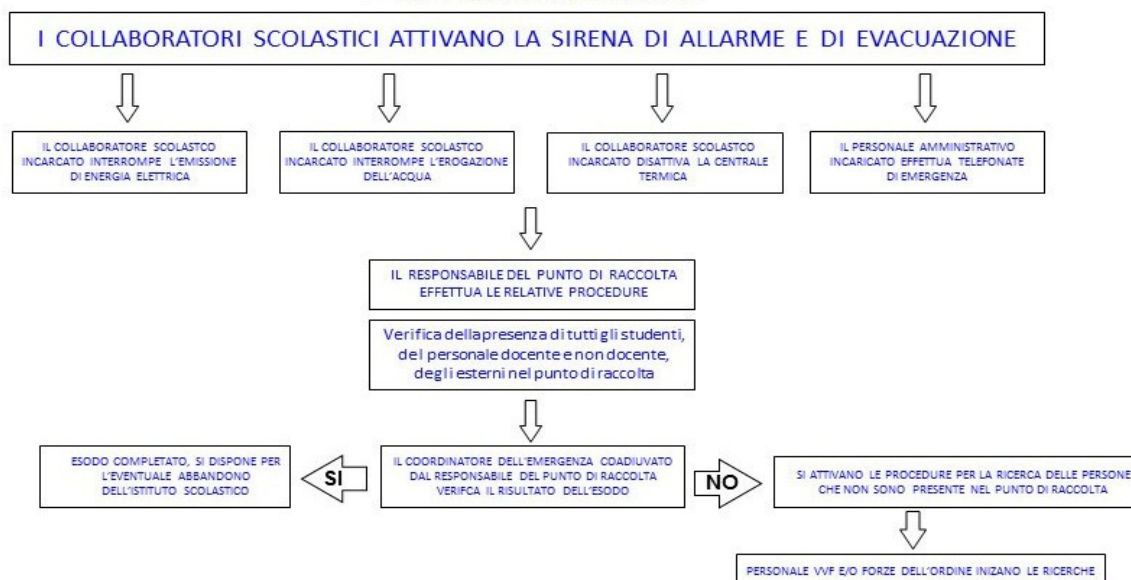 I COLLABORATORI SCOLASTICI ATTIVANO LA SIRENA DI ALLARME E DI EVACUAZIONE
IL COLLABORATORE SCOLASTCO
INCARCATO INTERROMPE L'EMISSIONE
DI ENERGIA ELETTRICA
IL COLLABORATORE SCOLASTCO
INCARCATO INTERROMPE L'EROGAZIONE
DELL'ACQUA
IL COLLABORATORE SCOLASTCO
INCARCATO DISATTIVA LA CENTRALE
TERMICA
IL PERSONALE AMMINISTRATIVO
INCARICATO EFFETTUA TELEFONATE
DI EMERGENZA
IL RESPONSABILE DEL PUNTO DI RACCOLTA
EFFETTUA LE RELATIVE PROCEDURE
Verifica della presenza di tutti gli studenti,
del personale docente e non docente,
degli esterni nel punto di raccolta
ESODO COMPLETATO, SI DISPONE PER
L'EVENTUALE ABBANDONO
DELL'ISTITUTO SCOLASTICO
SI
IL COORDINATORE DELL'EMERGENZA COADIUVATO
DAL RESPONSABILE DEL PUNTO DI RACCOLTA
VERIFCA IL RISULTATO DELL'ESODO
NO
SI ATTIVANO LE PROCEDURE PER LA RICERCA DELLE PERSONE
CHE NON SONO PRESENTE NEL PUNTO DI RACCOLTA
PERSONALE VVF E/O FORZE DELL'ORDINE INIZANO LE RICERCHE